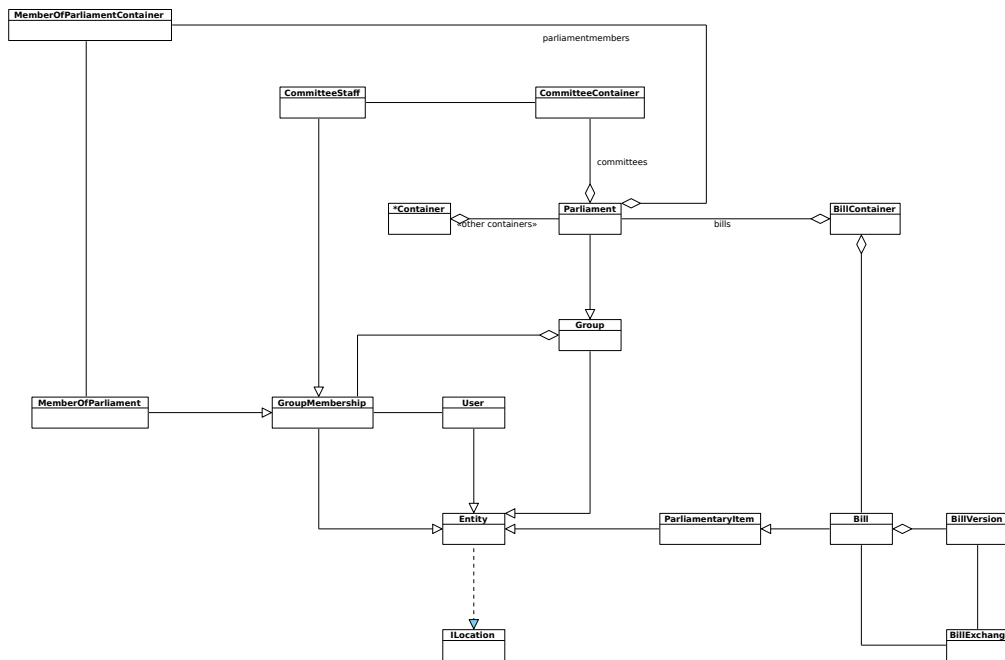 MemberOfParliamentContainer
parliamentmembers
CommitteeStaff
CommitteeContainer
committees
*Container
Parliament
BillContainer
«other containers»
bills
Group
MemberOfParliament
GroupMembership
User
Entity
ParliamentaryItem
Bill
BillVersion
ILocation
BillExchang